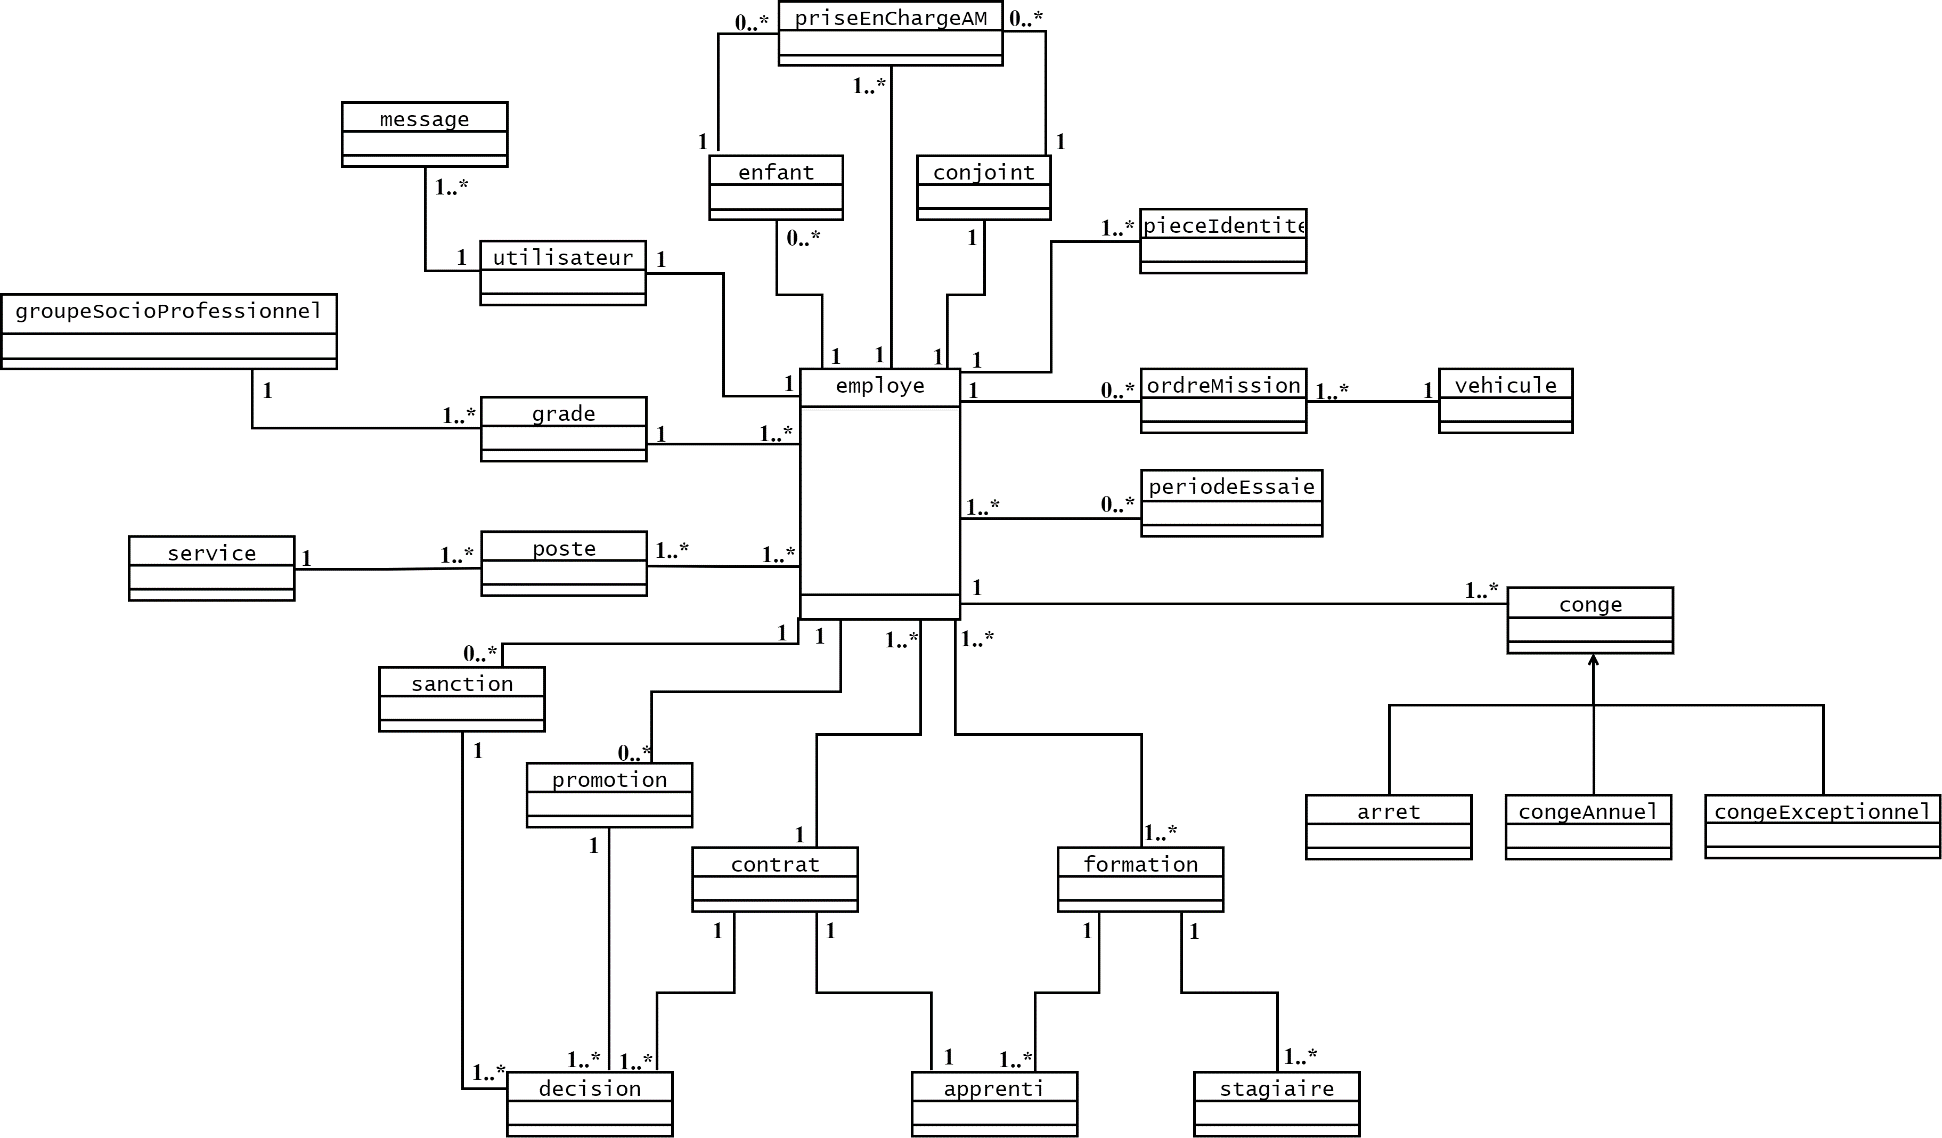 0..* priseEnChargeAM 0..*
1..*
message
1..*
1 1
enfant conjoint
0..* 1
pieceIdentite
1..*
1 utilisateur 1
groupeSocioProfessionnel
1
1 1 1 1
1 employe 1
0..* ordreMission 1..* 1 vehicule
1..* grade 1 1..*
1..* 0..* periodeEssaie
service 1 1..* poste 1..* 1..*
1 1..* conge
1 1 1..* 1..*
0..* sanction
1
0..* promotion
1
arret congeAnnuel congeExceptionnel
1 contrat
1..* formation
1 1 1 1
1..* 1..* 1..* 1 1..* 1..*
decision apprenti stagiaire